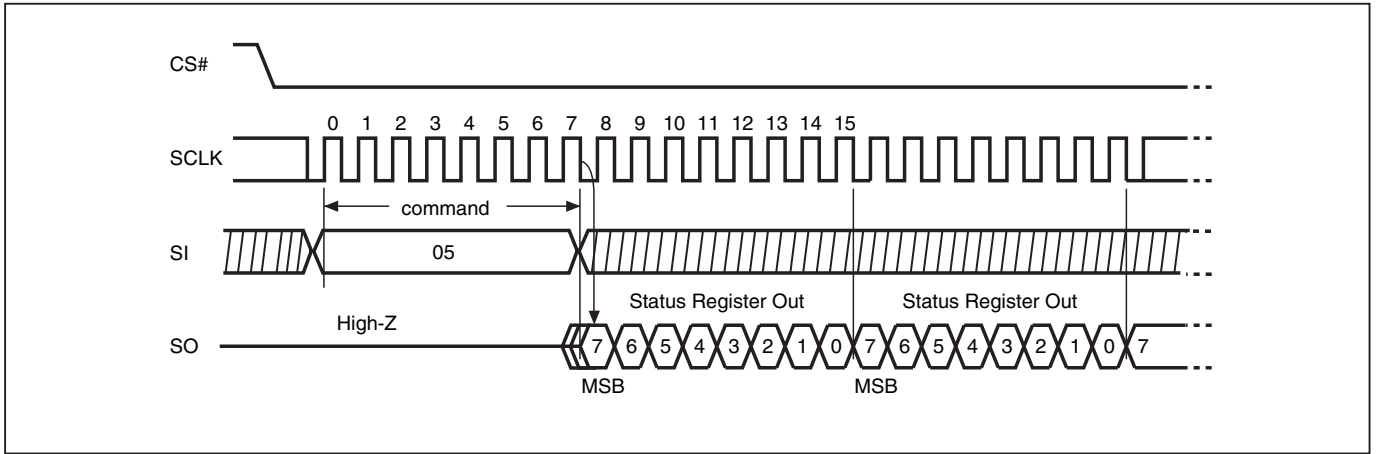 CS#
0 1 2 3 4 5 6 7 8 9 10 11 12 13 14 15
SCLK
command
SI
05
Status Register Out Status Register Out
High-Z
SO
7 6 5 4 3 2 1 0 7 6 5 4 3 2 1 0 7
MSB MSB